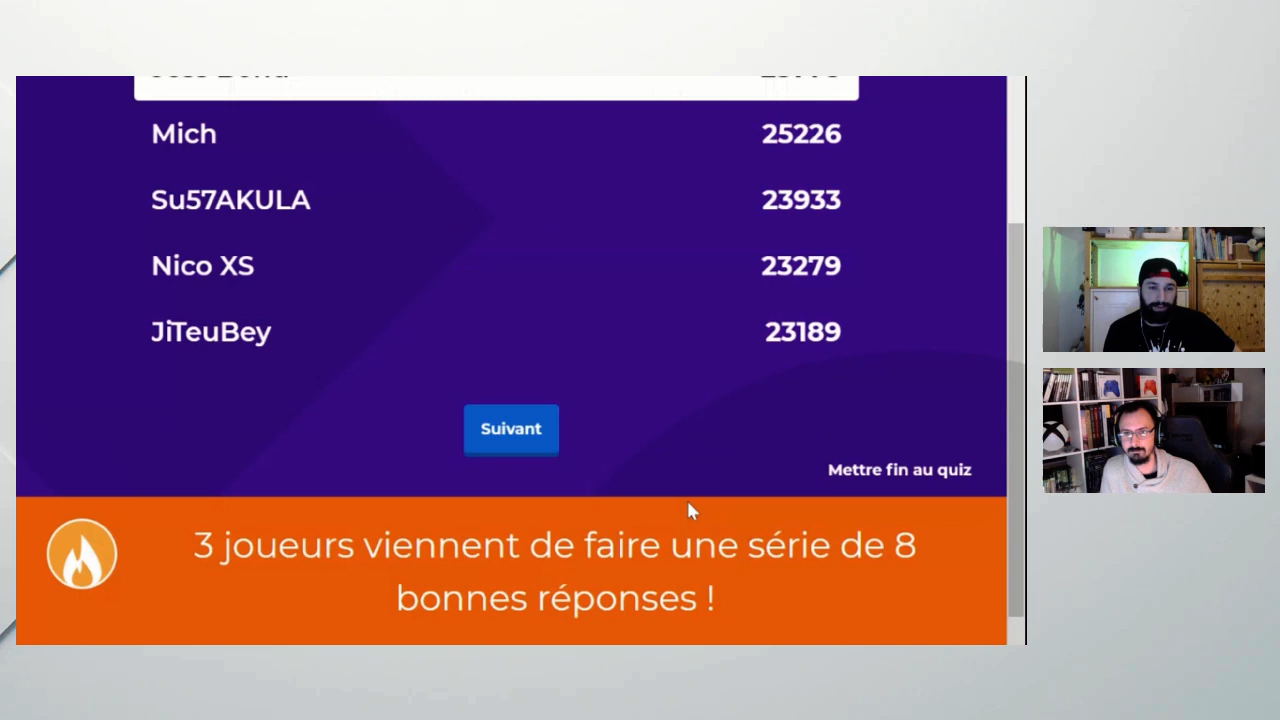 Mich 25226
Su57AKULA 23933
Nico XS 23279
JiTeuBey 23189
Suivant
Mettre fin au quiz
3 joueurs viennent de faire une série de 8
bonnes réponses !